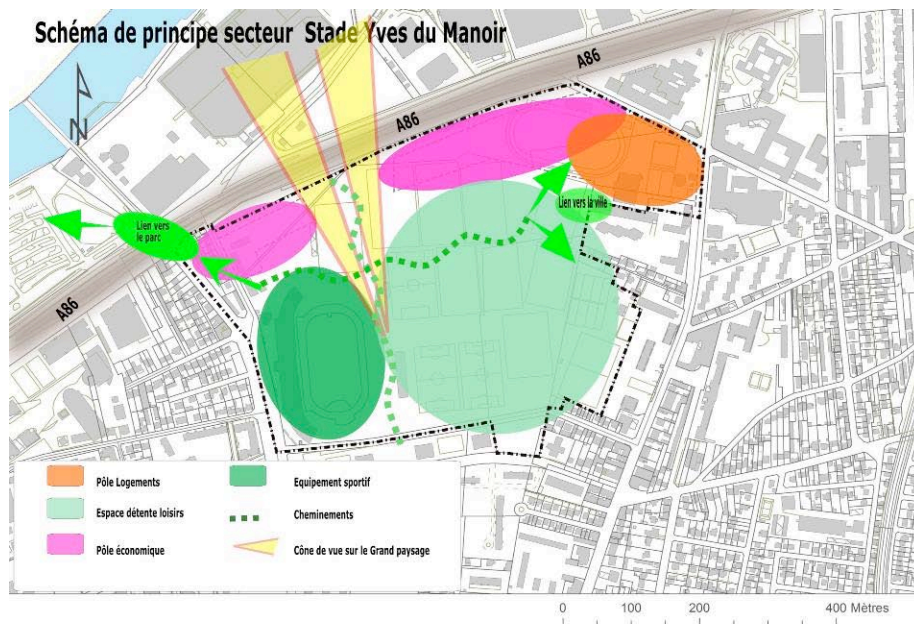 Schéma de principe secteur Stade Yves du Manoir
A86
A86
A86
N
Lien vers
le parc
Lien vers la ville
Pôle Logements
Equipement sportif
Espace détente loisirs
Cheminements
Pôle économique
Cône de vue sur le Grand paysage
0 100 200 400 Mètres